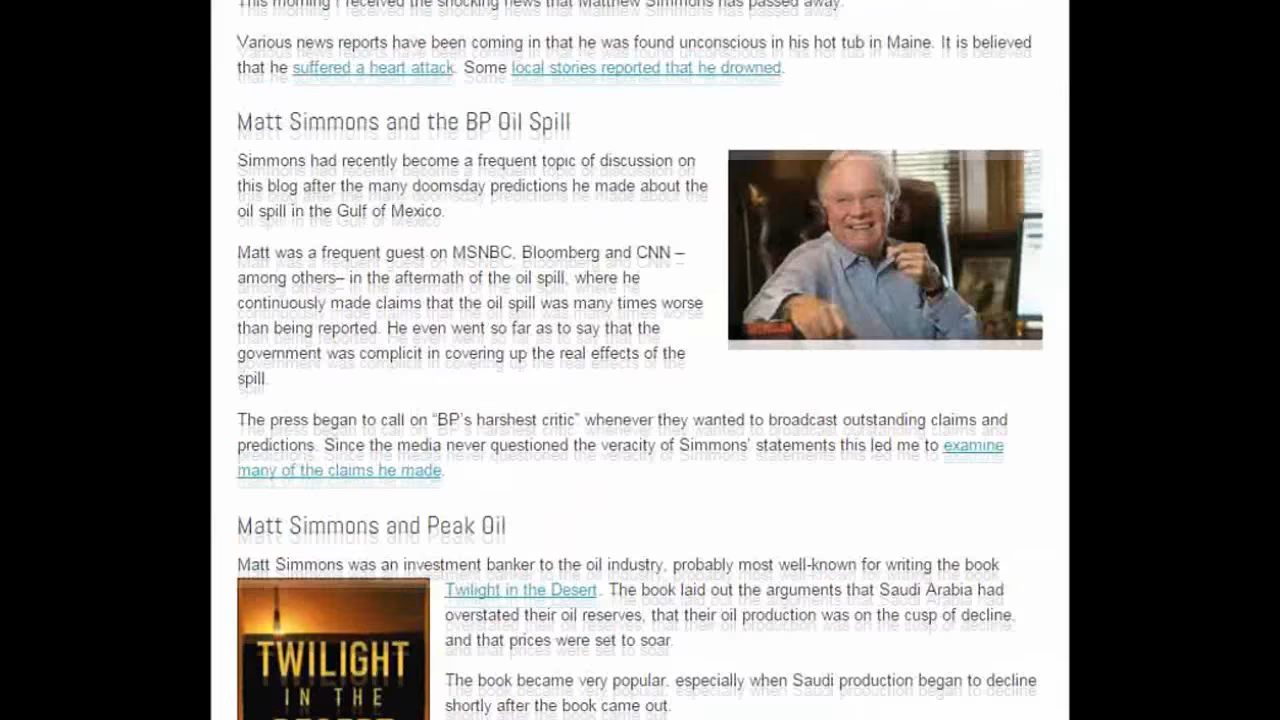 This morning I received the shocking news that Matthew Simmons has passed away.
Various news reports have been coming in that he was found unconscious in his hot tub in Maine. It is believed
that he suffered a heart attack. Some local stories reported that he drowned.
Matt Simmons and the BP Oil Spill
Simmons had recently become a frequent topic of discussion on
this blog after the many doomsday predictions he made about the
oil spill in the Gulf of Mexico.
Matt was a frequent guest on MSNBC, Bloomberg and CNN –
among others– in the aftermath of the oil spill, where he
continuously made claims that the oil spill was many times worse
than being reported. He even went so far as to say that the
government was complicit in covering up the real effects of the
spill.
The press began to call on “BP’s harshest critic” whenever they wanted to broadcast outstanding claims and
predictions. Since the media never questioned the veracity of Simmons’ statements this led me to examine
many of the claims he made.
Matt Simmons and Peak Oil
Matt Simmons was an investment banker to the oil industry, probably most well-known for writing the book
Twilight in the Desert. The book laid out the arguments that Saudi Arabia had
overstated their oil reserves, that their oil production was on the cusp of decline,
and that prices were set to soar.
The book became very popular, especially when Saudi production began to decline
shortly after the book came out.
TWILIGHT
IN THE
DESERT